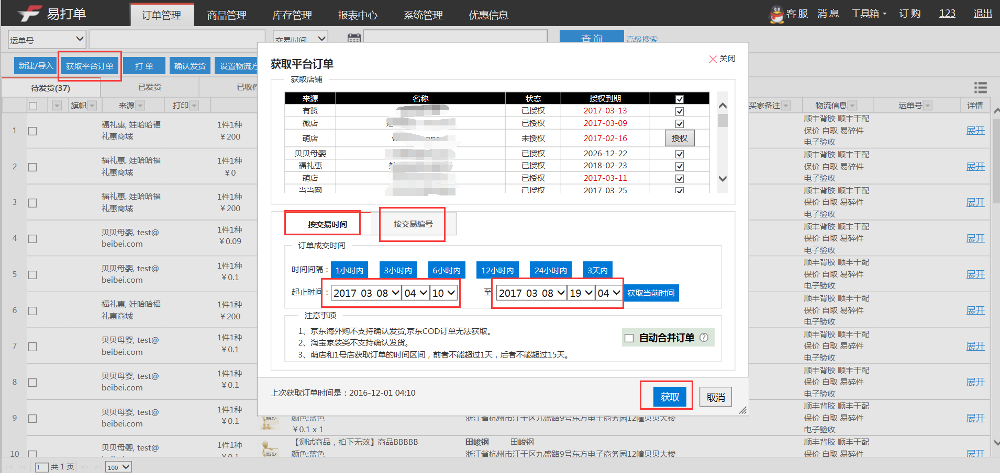 易打单 订单管理 商品管理 库存管理 报表中心 系统管理 优惠信息 客 服 消 息 工具箱 订 购 123 退出
运单号 交易时间 查 询 高级搜索
新建/导入 获取平台订单 打 单 确认发货 设置物流方
待发货(37) 已发货 已收件
旗帜 来源 打印 买家备注 物流信息 运单号 详情
获取平台订单 关闭
获取店铺
来源 名称 状态 授权到期
有赞 已授权 2017-03-13
微店 已授权 2017-03-09
萌店 未授权 2017-02-16 授权
贝贝母婴 已授权 2026-12-22
福礼惠 已授权 2018-02-23
萌店 已授权 2017-03-11
当当网 已授权 2017-03-25
按交易时间 按交易编号
订单成交时间
时间间隔： 1小时内 3小时内 6小时内 12小时内 24小时内 3天内
起止时间： 2017-03-08 04 10 至 2017-03-08 19 04 获取当前时间
注意事项
1、京东海外购不支持确认发货,京东COD订单无法获取。
2、淘宝家装类不支持确认发货。
3、萌店和1号店获取订单的时间区间，前者不能超过1天，后者不能超过15天。
自动合并订单 ?
上次获取订单时间是：2016-12-01 04:10
获取 取消
1 福礼惠, 娃哈哈福 1件1种 顺丰背胶 顺丰干配
礼惠商城 ￥200 保价 自取 易碎件 展开
电子验收
2 福礼惠, 娃哈哈福 1件1种 顺丰背胶 顺丰干配
礼惠商城 ￥0 保价 自取 易碎件 展开
电子验收
3 福礼惠, 娃哈哈福 1件1种 顺丰背胶 顺丰干配
礼惠商城 ￥200 保价 自取 易碎件 展开
电子验收
4 贝贝母婴, test@ 1件1种 顺丰背胶 顺丰干配
beibei.com ￥0.09 保价 自取 易碎件 展开
电子验收
5 贝贝母婴, test@ 1件1种 顺丰背胶 顺丰干配
beibei.com ￥0.1 保价 自取 易碎件 展开
电子验收
6 福礼惠, 娃哈哈福 1件1种 顺丰背胶 顺丰干配
礼惠商城 ￥200 保价 自取 易碎件 展开
电子验收
7 贝贝母婴, test@ 1件1种 顺丰背胶 顺丰干配
beibei.com ￥0.1 保价 自取 易碎件 展开
电子验收
8 贝贝母婴, test@ 1件1种 顺丰背胶 顺丰干配
beibei.com ￥0.1 保价 自取 易碎件 展开
电子验收
9 贝贝母婴, test@ 1件1种 顺丰背胶 顺丰干配
beibei.com ￥0.1 颜色:蓝色 浙江省杭州市江干区九盛路9号东方电子商务园12幢贝贝大楼 保价 自取 易碎件 展开
￥0.1 x 1 电子验收
10 贝贝母婴, test@ 1件1种 【测试商品，拍下无效】商品BBBBB 田峻钢 田峻钢 顺丰背胶 顺丰干配
beibei.com ￥0.1 颜色:蓝色 浙江省杭州市江干区九盛路9号东方电子商务园12幢贝贝大楼 保价 自取 易碎件 展开
1 共 1 页 100